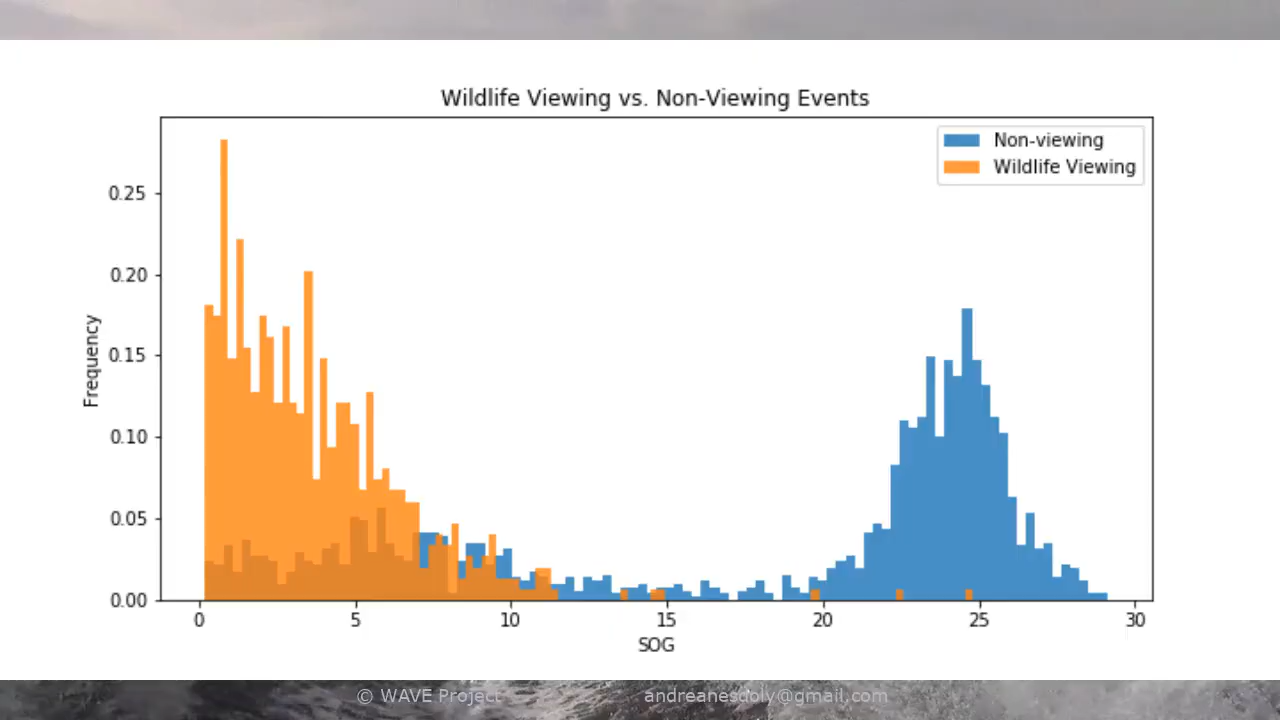 Wildlife Viewing vs. Non-Viewing Events
Non-viewing
Wildlife Viewing
Frequency
0.25
0.20
0.15
0.10
0.05
0.00
0 5 10 15 20 25 30
SOG
© WAVE Project andreanesdoly@gmail.com